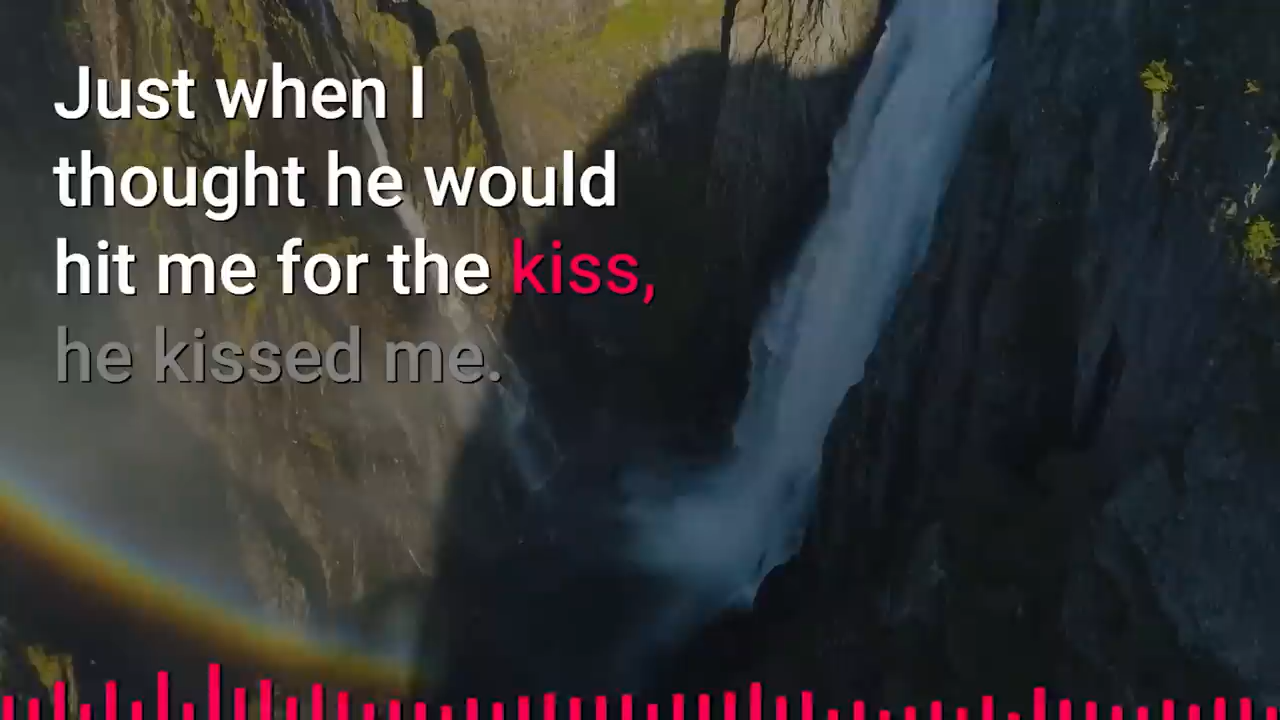 Just when I
thought he would
hit me for the kiss,
he kissed me.